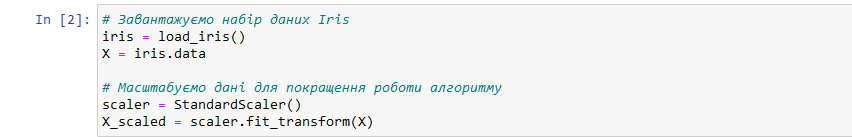 In [2]: # Завантажуємо набір даних Iris
iris = load_iris()
X = iris.data
# Масштабуємо дані для покращення роботи алгоритму
scaler = StandardScaler()
X_scaled = scaler.fit_transform(X)